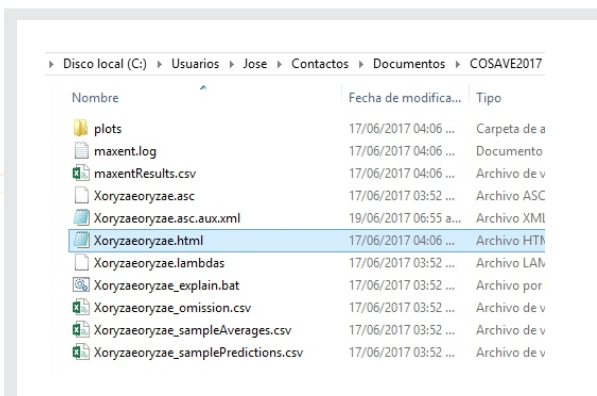 Disco local (C:) Usuarios Jose Contactos Documentos COSAVE2017
Nombre Fecha de modifica... Tipo
plots 17/06/2017 04:06 ... Carpeta de a
maxent.log 17/06/2017 04:06 ... Documento
maxentResults.csv 17/06/2017 04:06 ... Archivo de v
Xoryzaeoryzae.asc 17/06/2017 03:52 ... Archivo ASC
Xoryzaeoryzae.asc.aux.xml 19/06/2017 06:55 a... Archivo XML
Xoryzaeoryzae.html 17/06/2017 04:06 ... Archivo HTM
Xoryzaeoryzae.lambdas 17/06/2017 03:52 ... Archivo LAM
Xoryzaeoryzae_explain.bat 17/06/2017 03:52 ... Archivo por
Xoryzaeoryzae_omission.csv 17/06/2017 03:52 ... Archivo de v
Xoryzaeoryzae_sampleAverages.csv 17/06/2017 03:52 ... Archivo de v
Xoryzaeoryzae_samplePredictions.csv 17/06/2017 03:52 ... Archivo de v